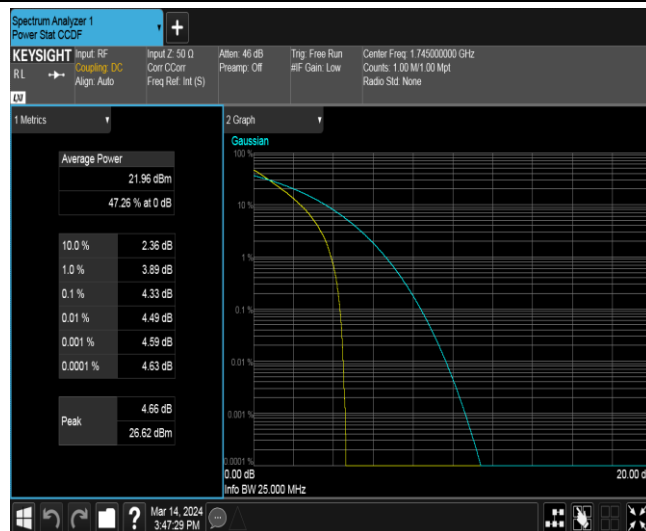 Spectrum Analyzer 1
Power Stat CCDF
KEYSIGHT
RL
LXI
Input: RF
Coupling: DC
Align: Auto
Input Z: 50 Ω
Corr CCorr
Freq Ref: Int (S)
Atten: 46 dB
Preamp: Off
Trig: Free Run
#IF Gain: Low
Center Freq: 1.745000000 GHz
Counts: 1.00 M/1.00 Mpt
Radio Std: None
1 Metrics
Average Power
21.96 dBm
47.26 % at 0 dB
10.0 % 2.36 dB
1.0 % 3.89 dB
0.1 % 4.33 dB
0.01 % 4.49 dB
0.001 % 4.59 dB
0.0001 % 4.63 dB
Peak 4.66 dB
26.62 dBm
2 Graph
Gaussian
100 %
10 %
1 %
0.1 %
0.01 %
0.001 %
0.0001 %
0.00 dB
20.00 d
Info BW 25.000 MHz
?
Mar 14, 2024
3:47:29 PM